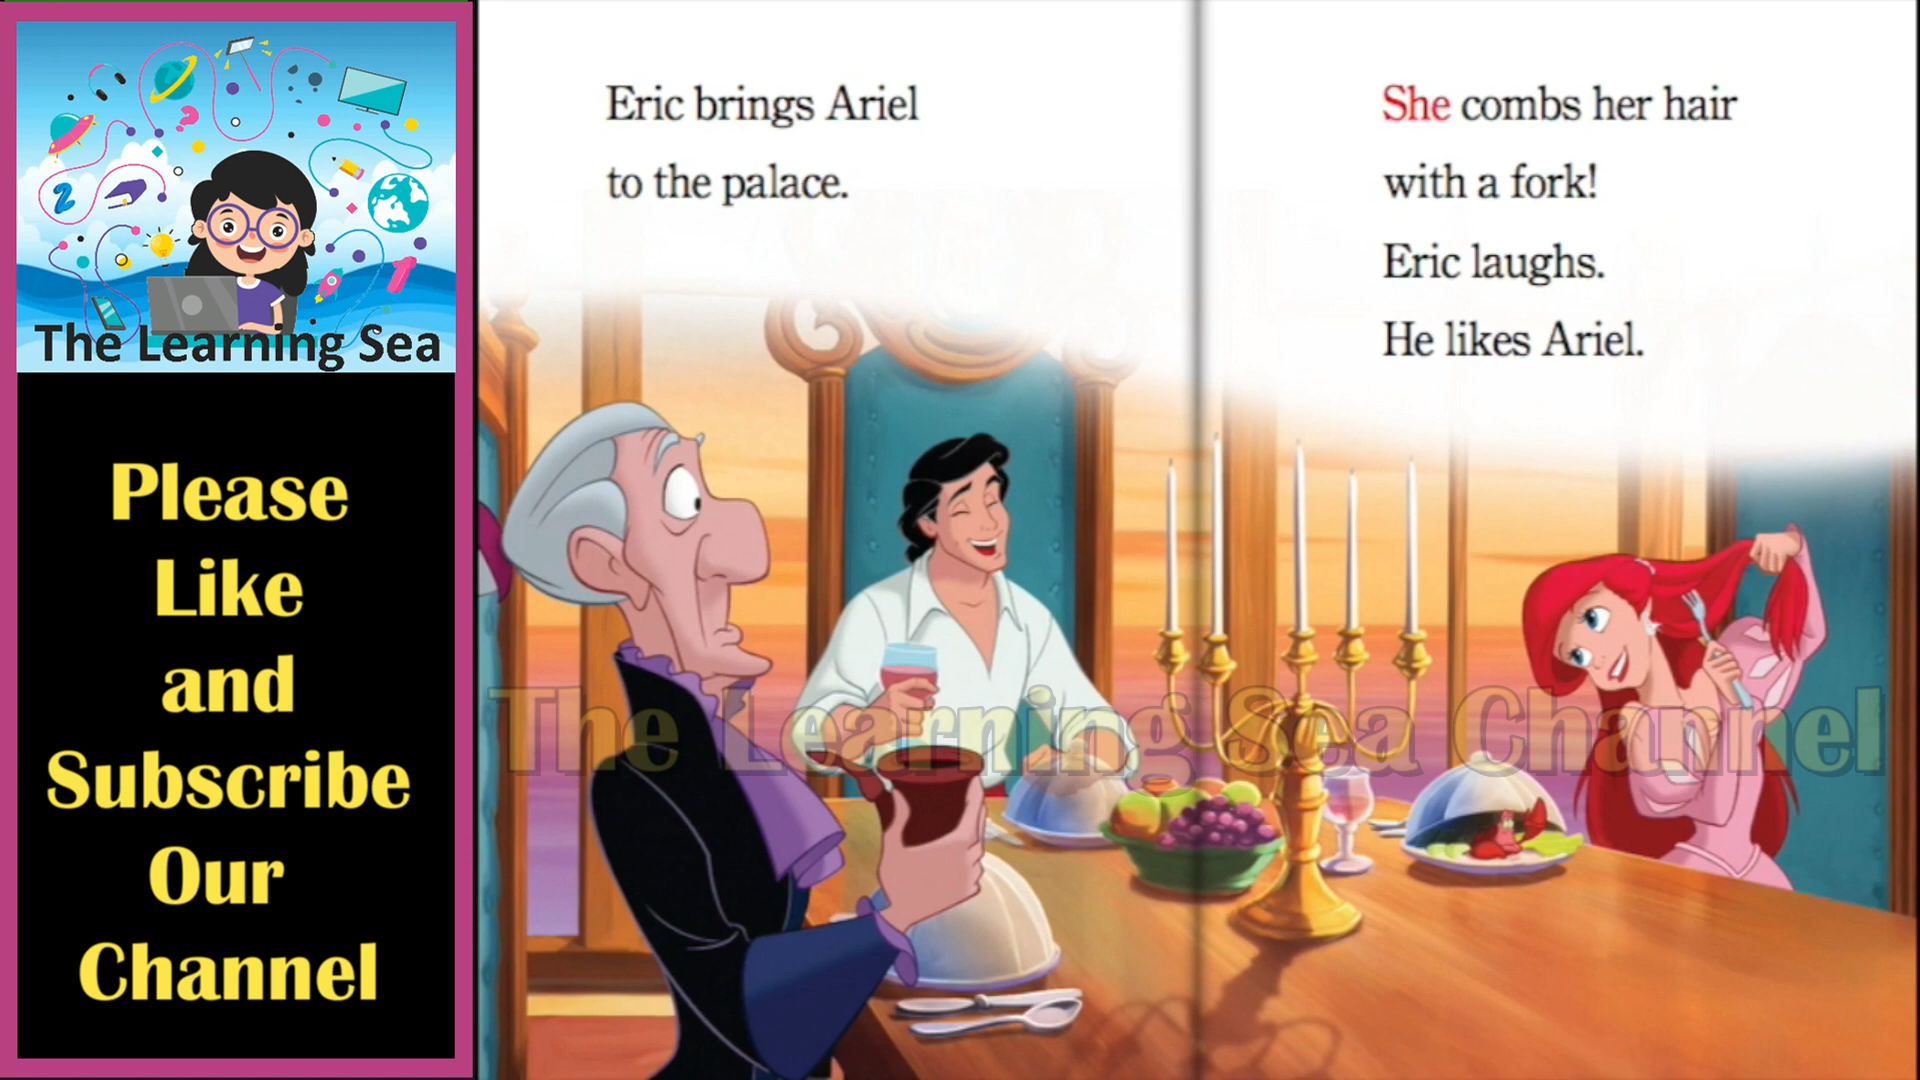 The Learning Sea
Please
Like
and
Subscribe
Our
Channel
Eric brings Ariel
to the palace.
She combs her hair
with a fork!
Eric laughs.
He likes Ariel.
The Learning Sea Channel